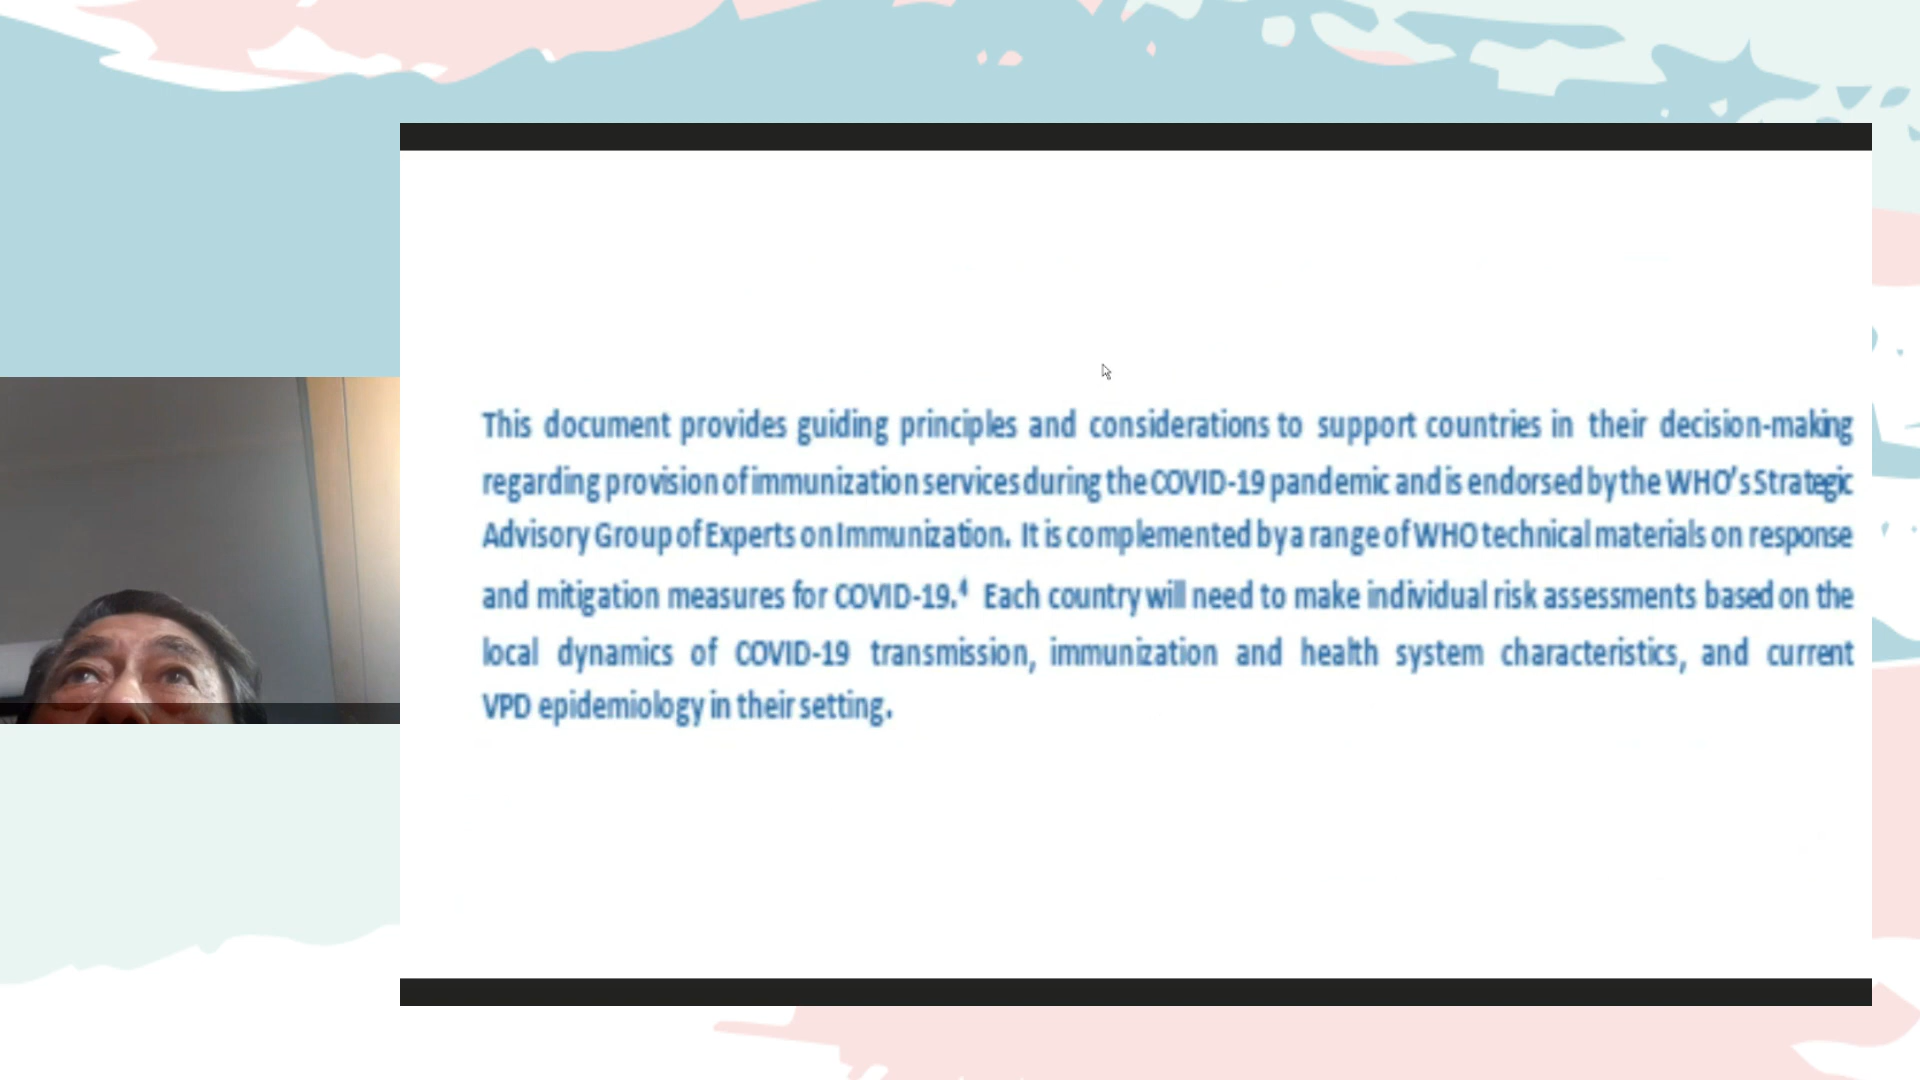 This document provides guiding principles and considerations to support countries in their decision-making
regarding provision of immunization services during the COVID-19 pandemic and is endorsed by the WHO's Strategic
Advisory Group of Experts on Immunization. It is complemented by a range of WHO technical materials on response
and mitigation measures for COVID-19.⁴ Each country will need to make individual risk assessments based on the
local dynamics of COVID-19 transmission, immunization and health system characteristics, and current
VPD epidemiology in their setting.